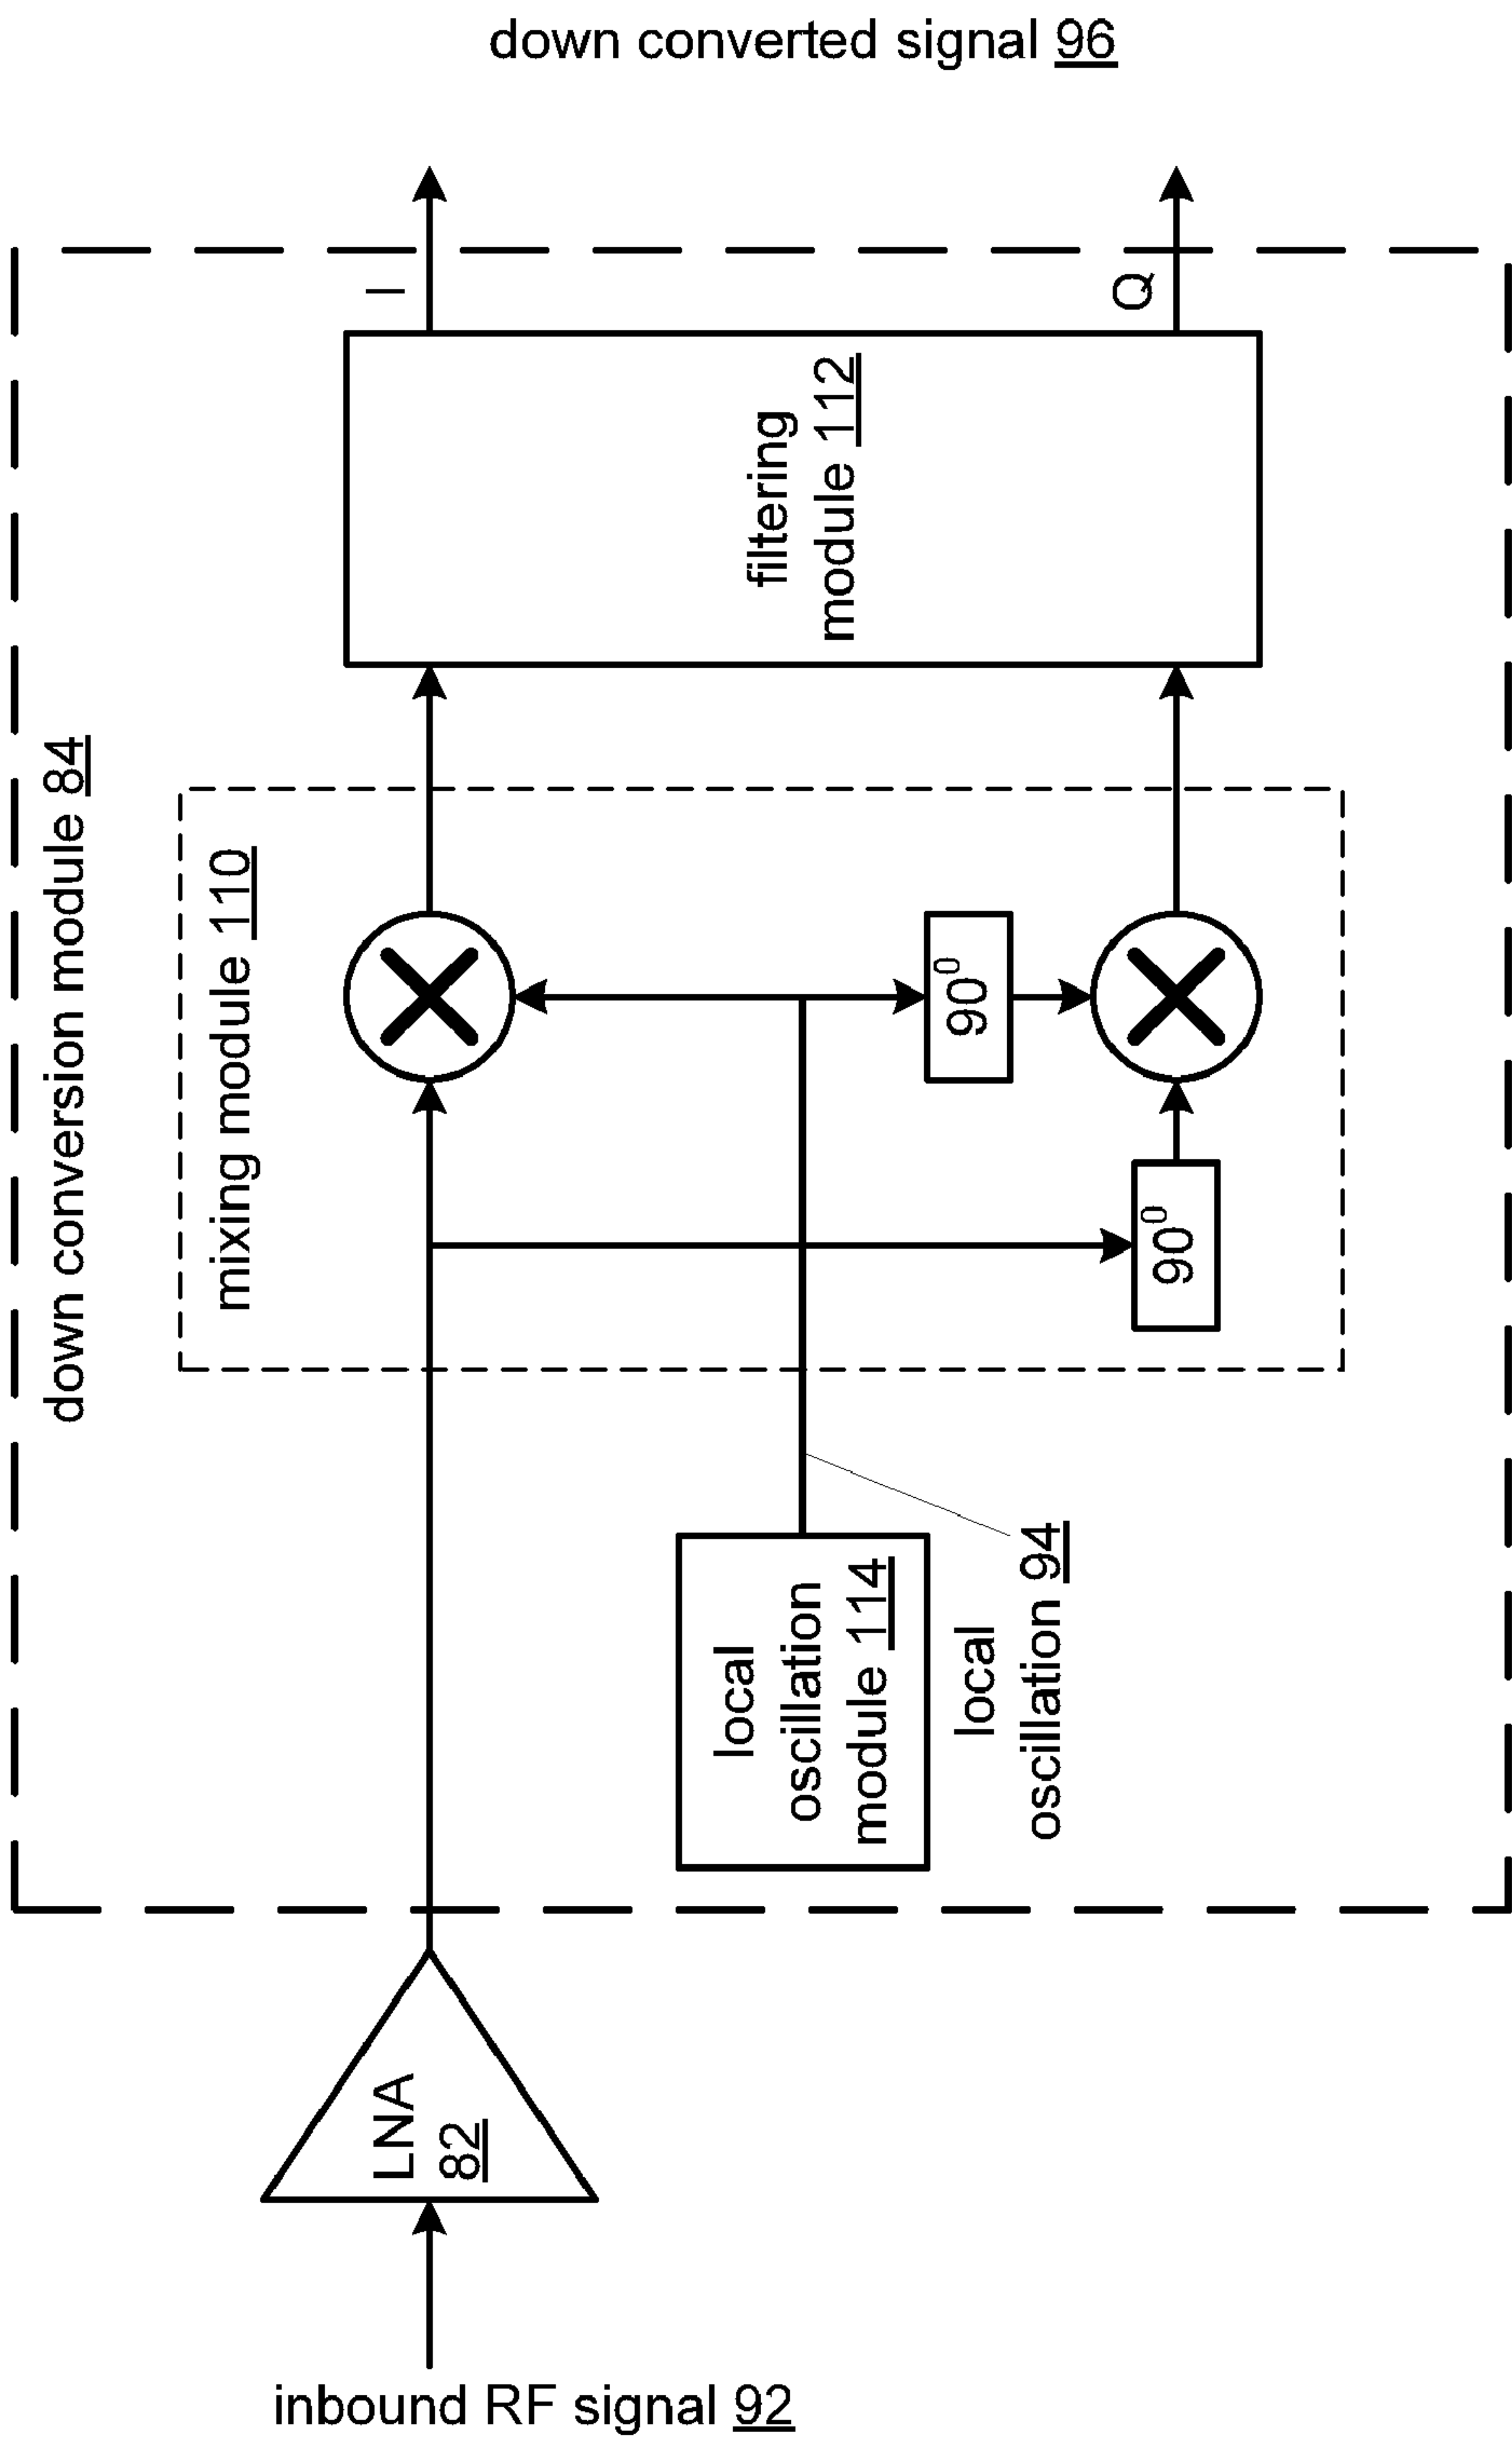 down converted signal 96
I
Q
filtering
module 112
down conversion module 84
mixing module 110
90⁰
90⁰
local
oscillation
module 114
local
oscillation 94
LNA
82
inbound RF signal 92